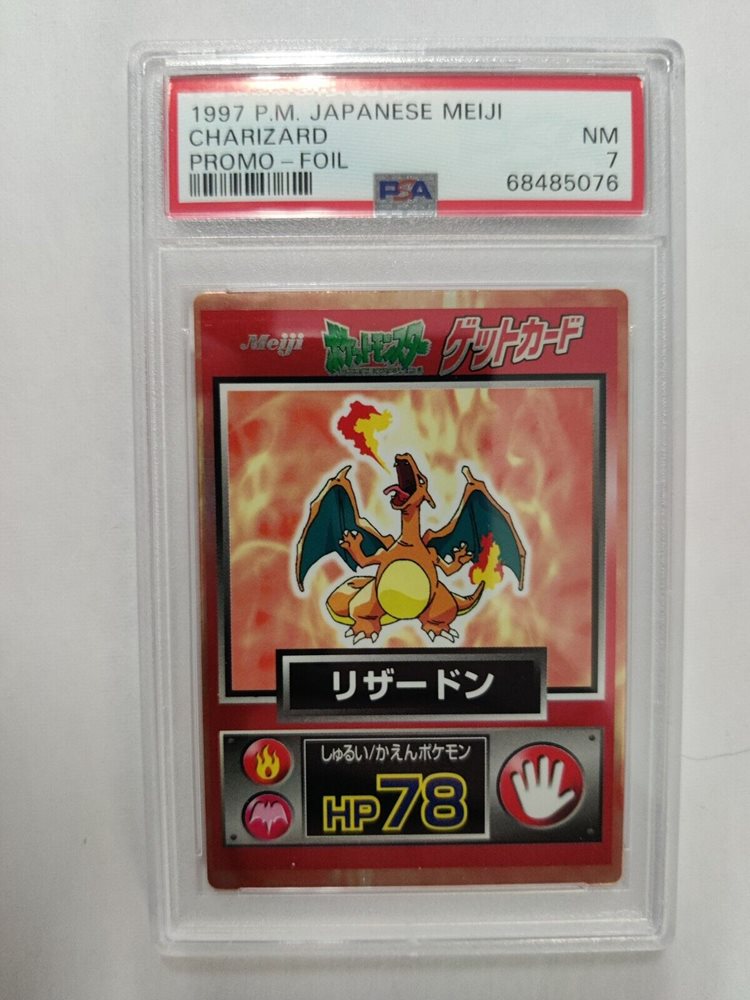 1997 P.M. JAPANESE MEIJI
CHARIZARD NM
PROMO – FOIL 7
PSA 68485076
Meiji ポケットモンスター ゲットカード
リザードン
しゅるい/かえんポケモン
HP78